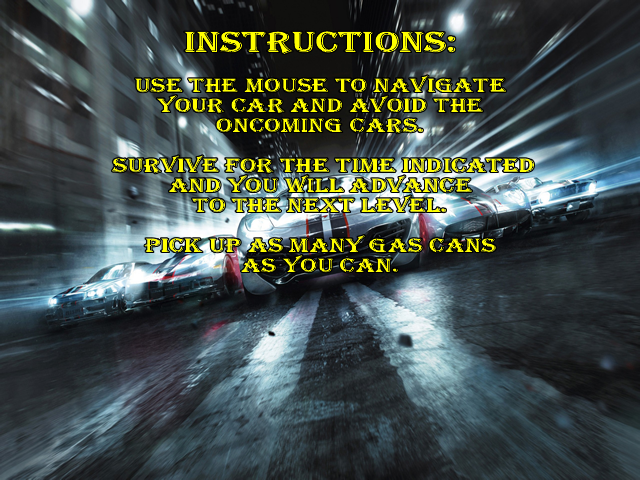 INSTRUCTIONS:
USE THE MOUSE TO NAVIGATE
YOUR CAR AND AVOID THE
ONCOMING CARS.
SURVIVE FOR THE TIME INDICATED
AND YOU WILL ADVANCE
TO THE NEXT LEVEL.
PICK UP AS MANY GAS CANS
AS YOU CAN.